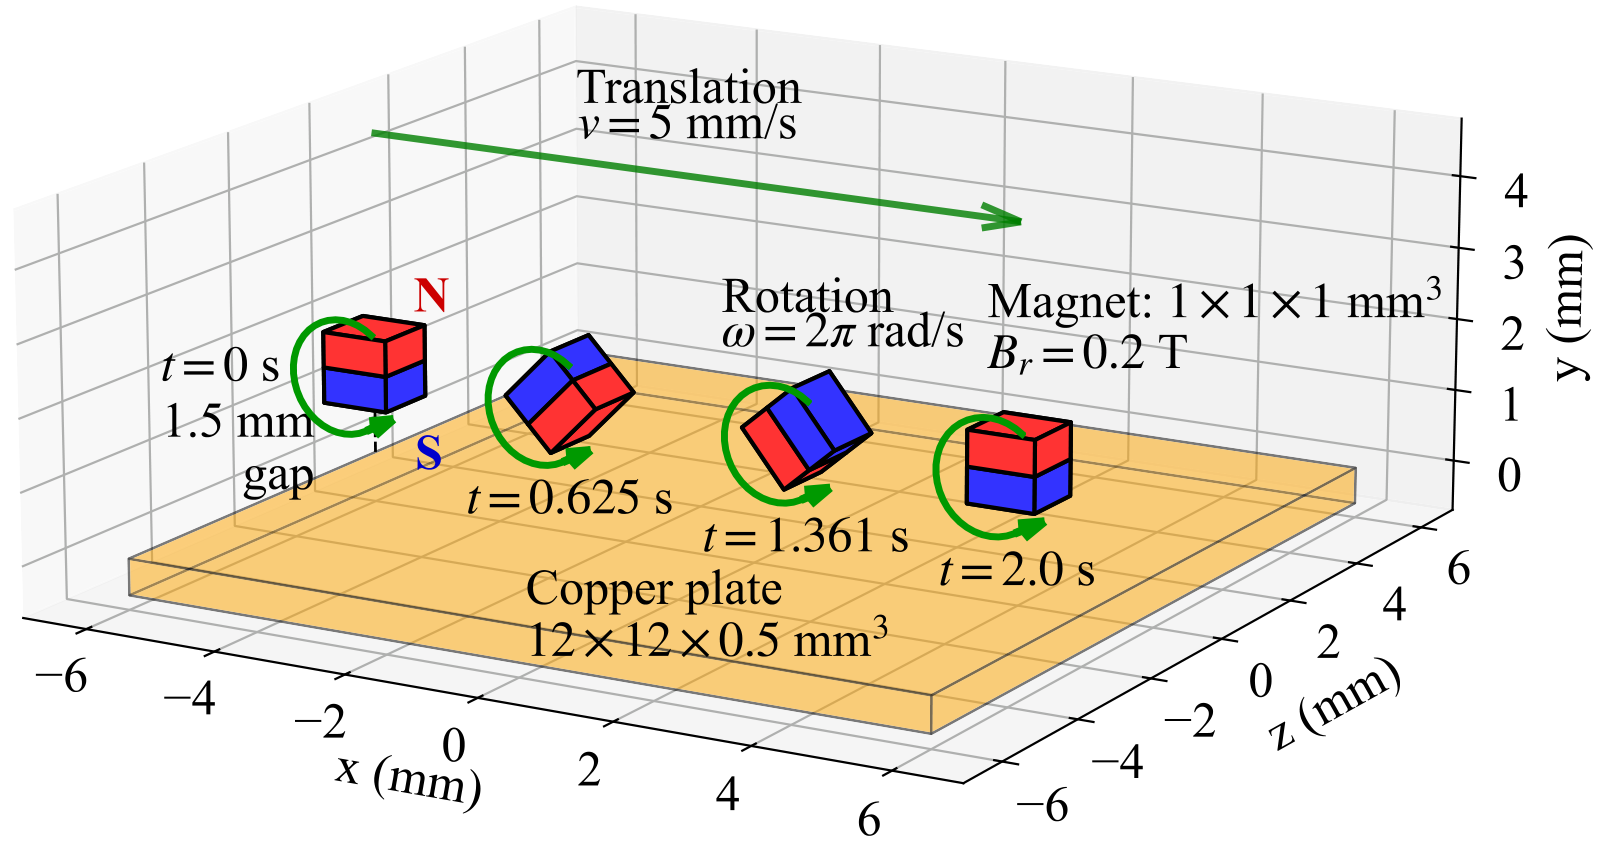 Translation
v = 5 mm/s
N
Rotation
ω = 2π rad/s
Magnet: 1 × 1 × 1 mm³
Bᵣ = 0.2 T
t = 0 s
1.5 mm
gap
S
t = 0.625 s
t = 1.361 s
t = 2.0 s
Copper plate
12 × 12 × 0.5 mm³
−6
−4
−2
0
2
4
6
x (mm)
−6
−4
−2
0
2
4
6
z (mm)
0
1
2
3
4
y (mm)